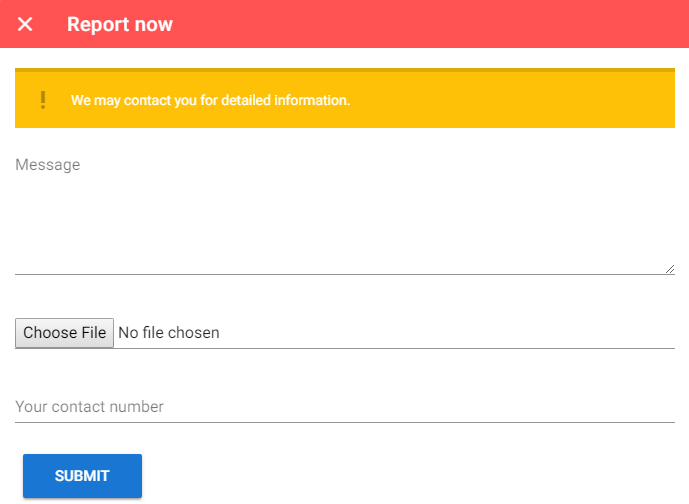 Report now
We may contact you for detailed information.
Message
Choose File No file chosen
Your contact number
SUBMIT